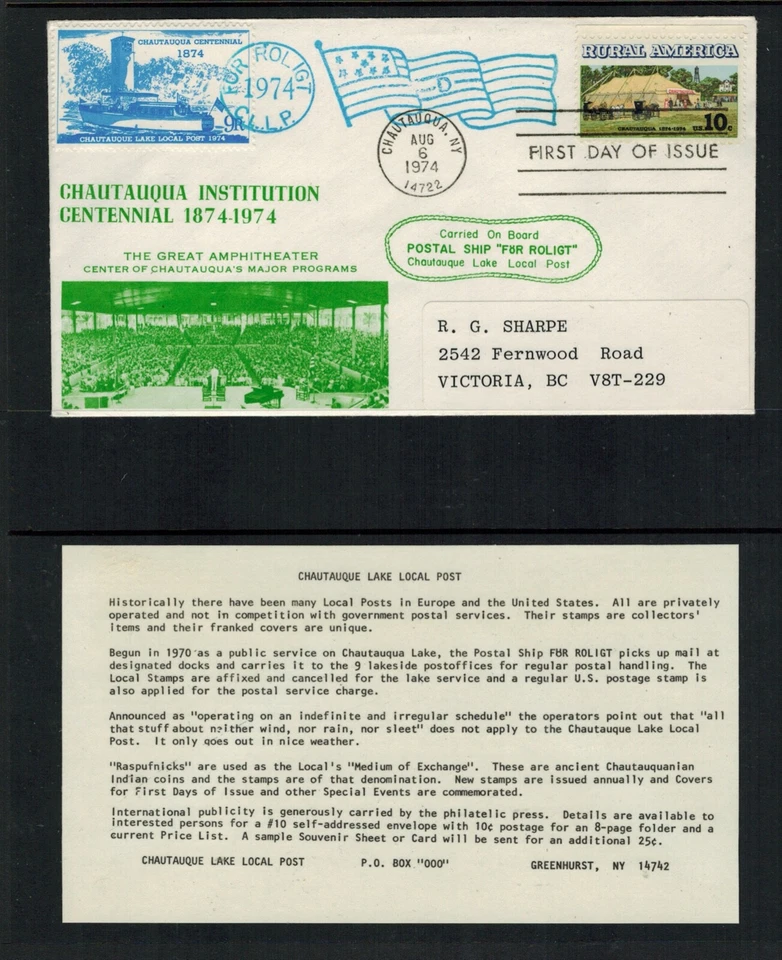 CHAUTAUQUA CENTENNIAL
1874
9R
CHAUTAUQUE LAKE LOCAL POST 1974
FÜR ROLIGT
1974
C.L.L.P.
RURAL AMERICA
CHAUTAUQUA 1874-1974
U.S. 10c
CHAUTAUQUA, NY
AUG
6
1974
14722
FIRST DAY OF ISSUE
CHAUTAUQUA INSTITUTION
CENTENNIAL 1874-1974
THE GREAT AMPHITHEATER
CENTER OF CHAUTAUQUA'S MAJOR PROGRAMS
Carried On Board
POSTAL SHIP "FÖR ROLIGT"
Chautauque Lake Local Post
R. G. SHARPE
2542 Fernwood Road
VICTORIA, BC V8T-229
CHAUTAUQUE LAKE LOCAL POST
Historically there have been many Local Posts in Europe and the United States. All are privately
operated and not in competition with government postal services. Their stamps are collectors'
items and their franked covers are unique.
Begun in 1970 as a public service on Chautauqua Lake, the Postal Ship FÖR ROLIGT picks up mail at
designated docks and carries it to the 9 lakeside postoffices for regular postal handling. The
Local Stamps are affixed and cancelled for the lake service and a regular U.S. postage stamp is
also applied for the postal service charge.
Announced as "operating on an indefinite and irregular schedule" the operators point out that "all
that stuff about neither wind, nor rain, nor sleet" does not apply to the Chautauque Lake Local
Post. It only goes out in nice weather.
"Raspufnicks" are used as the Local's "Medium of Exchange". These are ancient Chautauquanian
Indian coins and the stamps are of that denomination. New stamps are issued annually and Covers
for First Days of Issue and other Special Events are commemorated.
International publicity is generously carried by the philatelic press. Details are available to
interested persons for a #10 self-addressed envelope with 10¢ postage for an 8-page folder and a
current Price List. A sample Souvenir Sheet or Card will be sent for an additional 25¢.
CHAUTAUQUE LAKE LOCAL POST P.O. BOX "000" GREENHURST, NY 14742